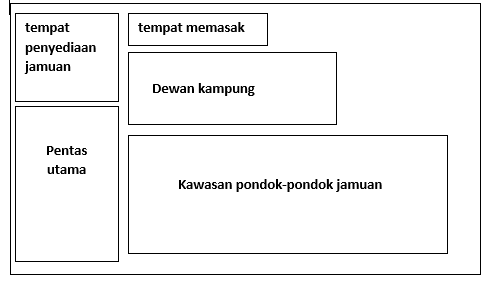 tempat
penyediaan
jamuan
tempat memasak
Dewan kampung
Pentas
utama
Kawasan pondok-pondok jamuan